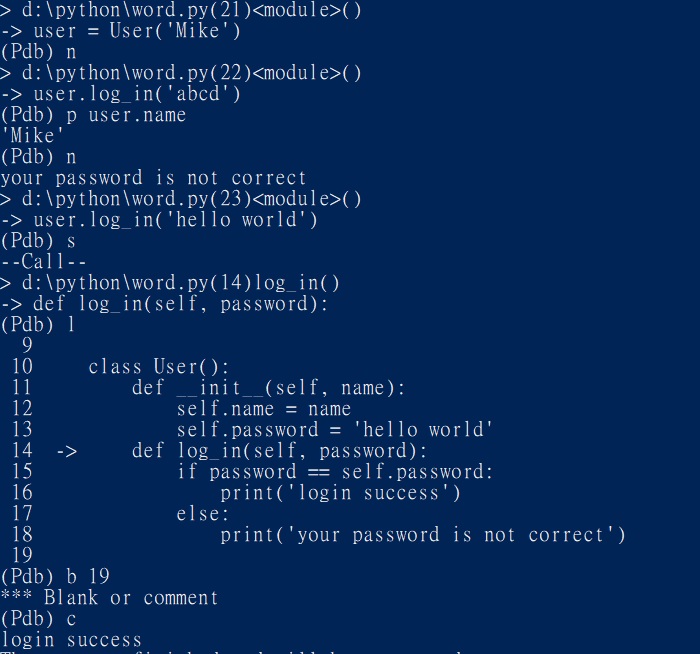 > d:\python\word.py(21)<module>()
-> user = User('Mike')
(Pdb) n
> d:\python\word.py(22)<module>()
-> user.log_in('abcd')
(Pdb) p user.name
'Mike'
(Pdb) n
your password is not correct
> d:\python\word.py(23)<module>()
-> user.log_in('hello world')
(Pdb) s
--Call--
> d:\python\word.py(14)log_in()
-> def log_in(self, password):
(Pdb) l
  9
 10     class User():
 11         def __init__(self, name):
 12             self.name = name
 13             self.password = 'hello world'
 14  ->     def log_in(self, password):
 15             if password == self.password:
 16                 print('login success')
 17             else:
 18                 print('your password is not correct')
 19
(Pdb) b 19
*** Blank or comment
(Pdb) c
login success